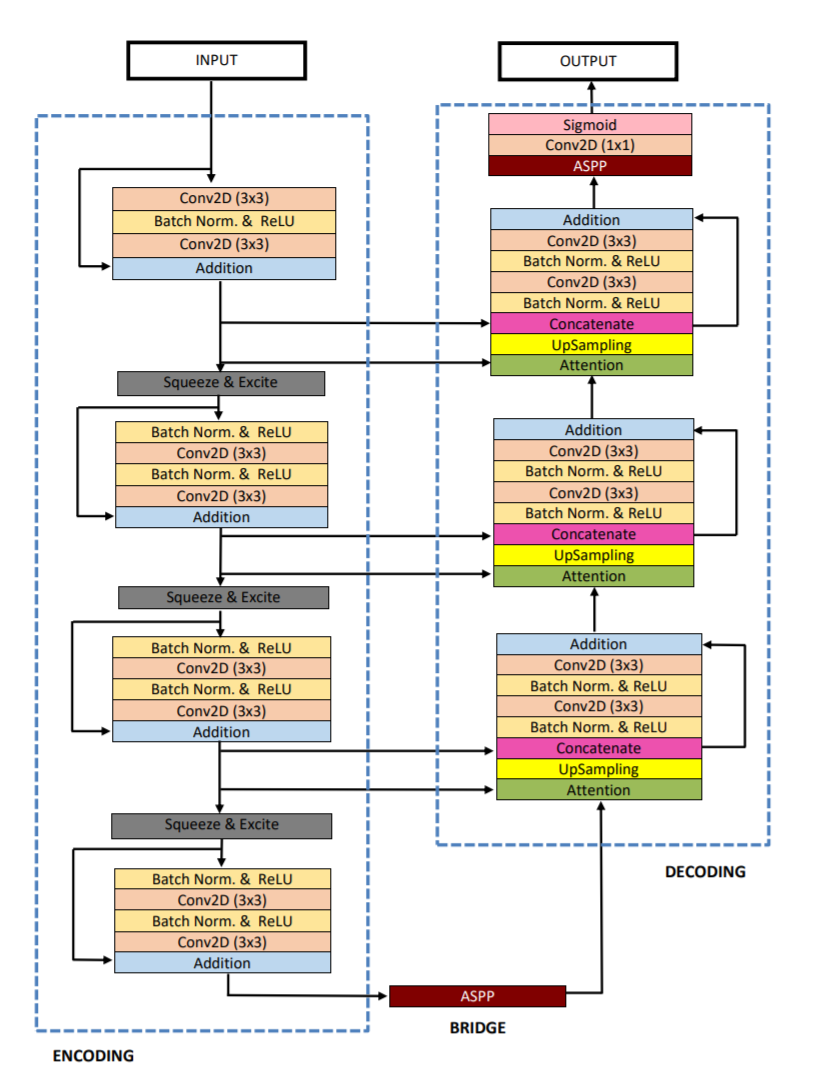 INPUT
Conv2D (3x3)
Batch Norm. & ReLU
Conv2D (3x3)
Addition
Squeeze & Excite
Batch Norm. & ReLU
Conv2D (3x3)
Batch Norm. & ReLU
Conv2D (3x3)
Addition
Squeeze & Excite
Batch Norm. & ReLU
Conv2D (3x3)
Batch Norm. & ReLU
Conv2D (3x3)
Addition
Squeeze & Excite
Batch Norm. & ReLU
Conv2D (3x3)
Batch Norm. & ReLU
Conv2D (3x3)
Addition
ENCODING
ASPP
BRIDGE
OUTPUT
Sigmoid
Conv2D (1x1)
ASPP
Addition
Conv2D (3x3)
Batch Norm. & ReLU
Conv2D (3x3)
Batch Norm. & ReLU
Concatenate
UpSampling
Attention
Addition
Conv2D (3x3)
Batch Norm. & ReLU
Conv2D (3x3)
Batch Norm. & ReLU
Concatenate
UpSampling
Attention
Addition
Conv2D (3x3)
Batch Norm. & ReLU
Conv2D (3x3)
Batch Norm. & ReLU
Concatenate
UpSampling
Attention
DECODING